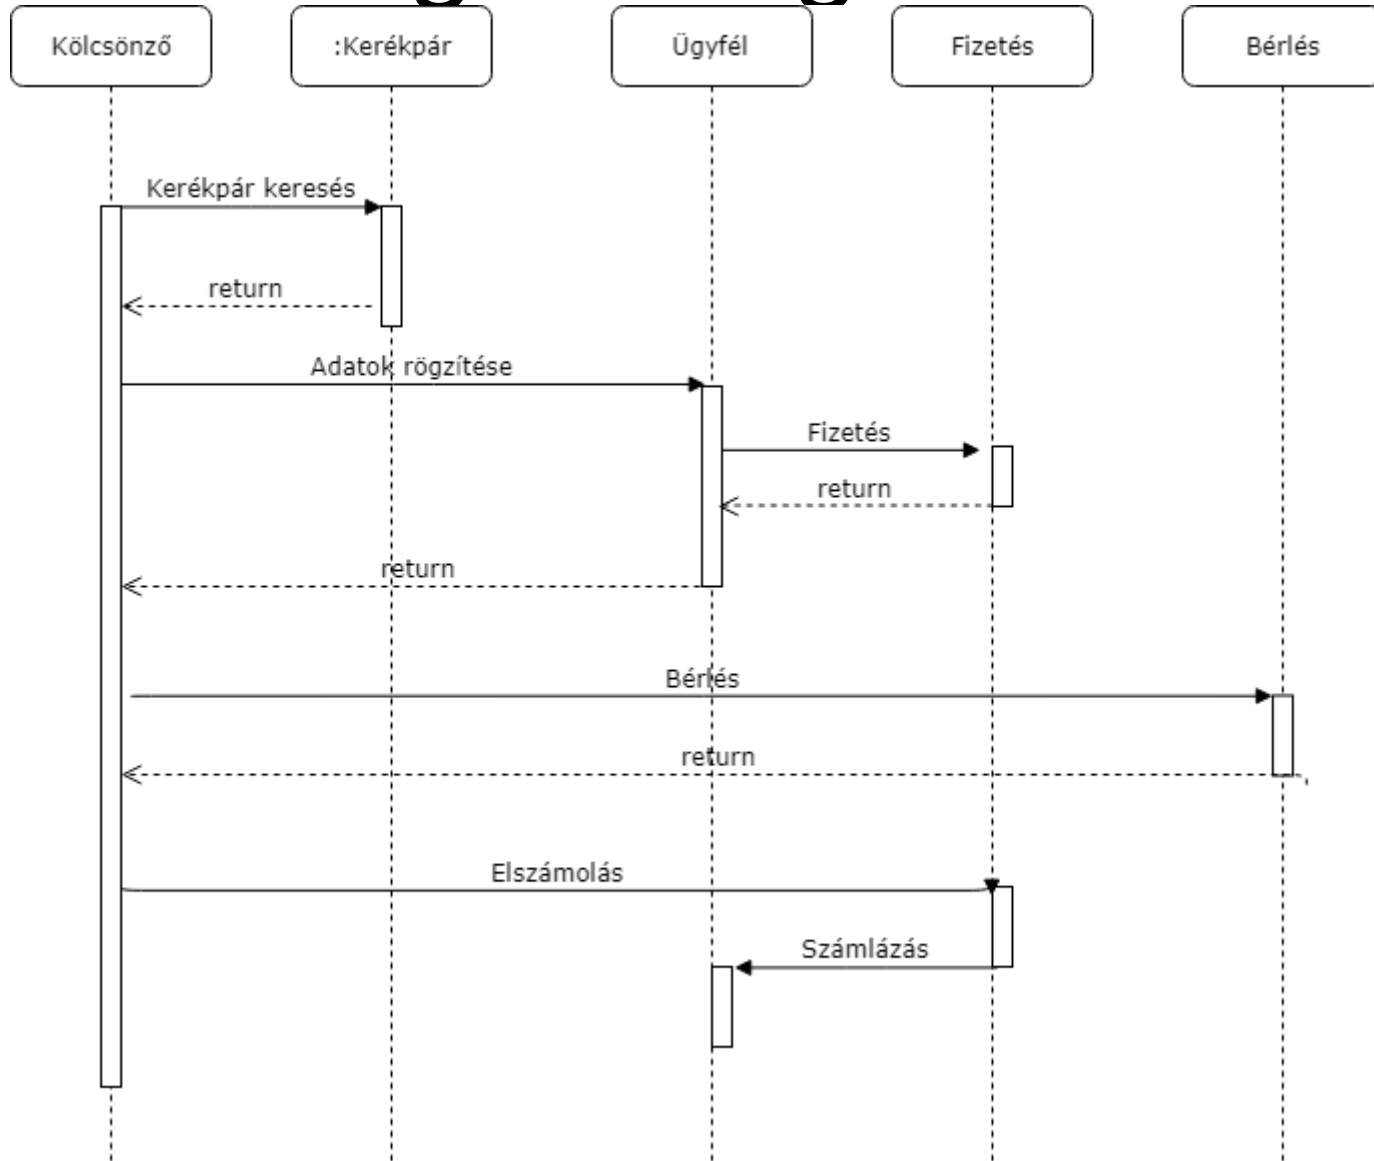 Kölcsönző
:Kerékpár
Ügyfél
Fizetés
Bérlés
Kerékpár keresés
return
Adatok rögzítése
Fizetés
return
return
Bérlés
return
Elszámolás
Számlázás